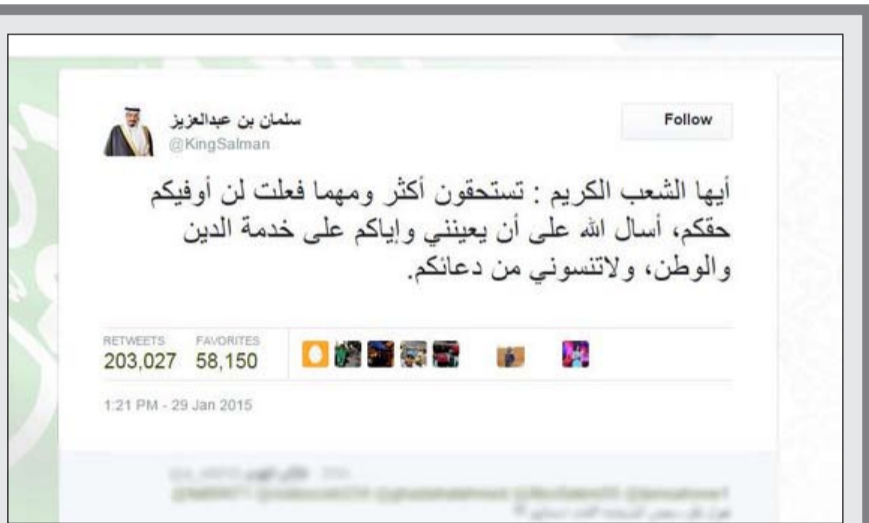 سلمان بن عبدالعزيز
@KingSalman
Follow
أيها الشعب الكريم : تستحقون أكثر ومهما فعلت لن أوفيكم
حقكم، أسال الله على أن يعينني وإياكم على خدمة الدين
والوطن، ولاتنسوني من دعائكم.
RETWEETS FAVORITES
203,027 58,150
1:21 PM - 29 Jan 2015